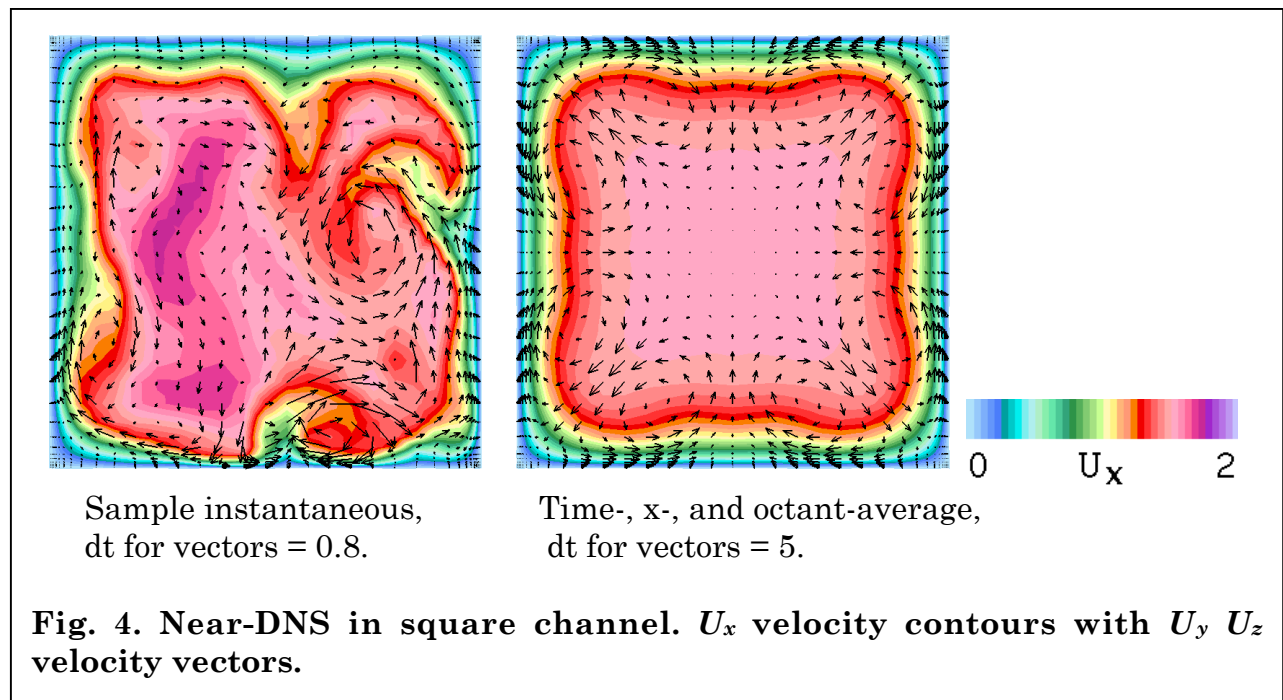 0 Ux 2
Sample instantaneous,
dt for vectors = 0.8.
Time-, x-, and octant-average,
dt for vectors = 5.
Fig. 4. Near-DNS in square channel. Ux velocity contours with Uy Uz
velocity vectors.